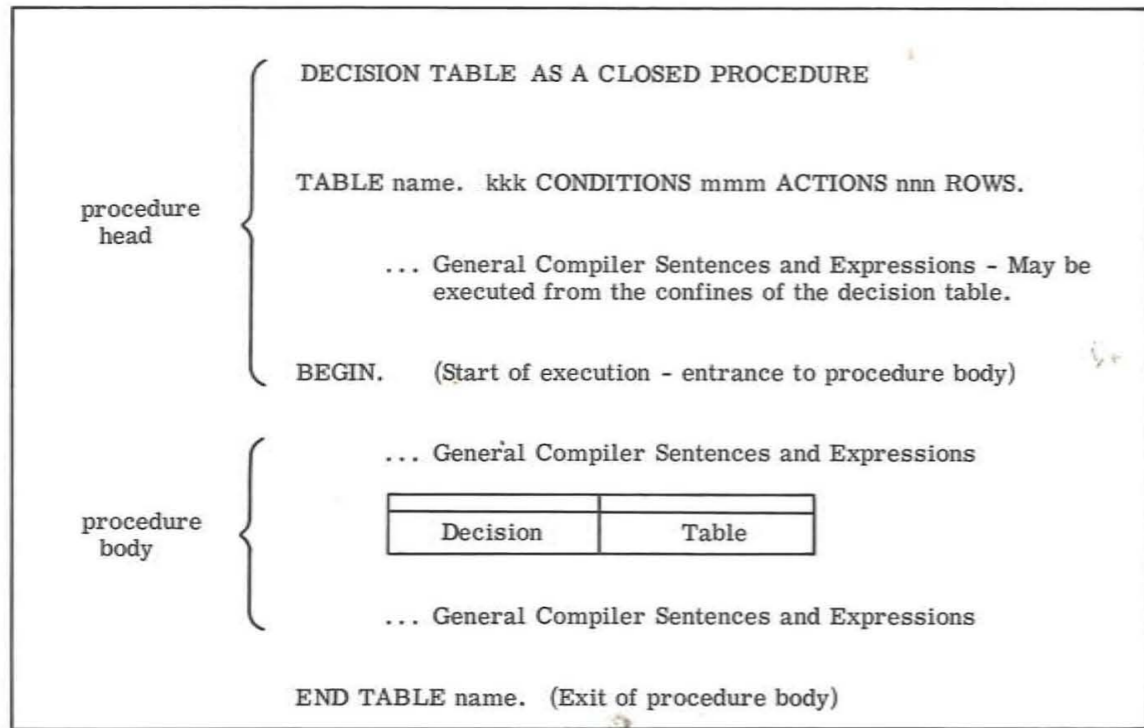 DECISION TABLE AS A CLOSED PROCEDURE
TABLE name. kkk CONDITIONS mmm ACTIONS nnn ROWS.
procedure
head
... General Compiler Sentences and Expressions - May be
executed from the confines of the decision table.
BEGIN. (Start of execution - entrance to procedure body)
... General Compiler Sentences and Expressions
procedure
body
Decision Table
... General Compiler Sentences and Expressions
END TABLE name. (Exit of procedure body)